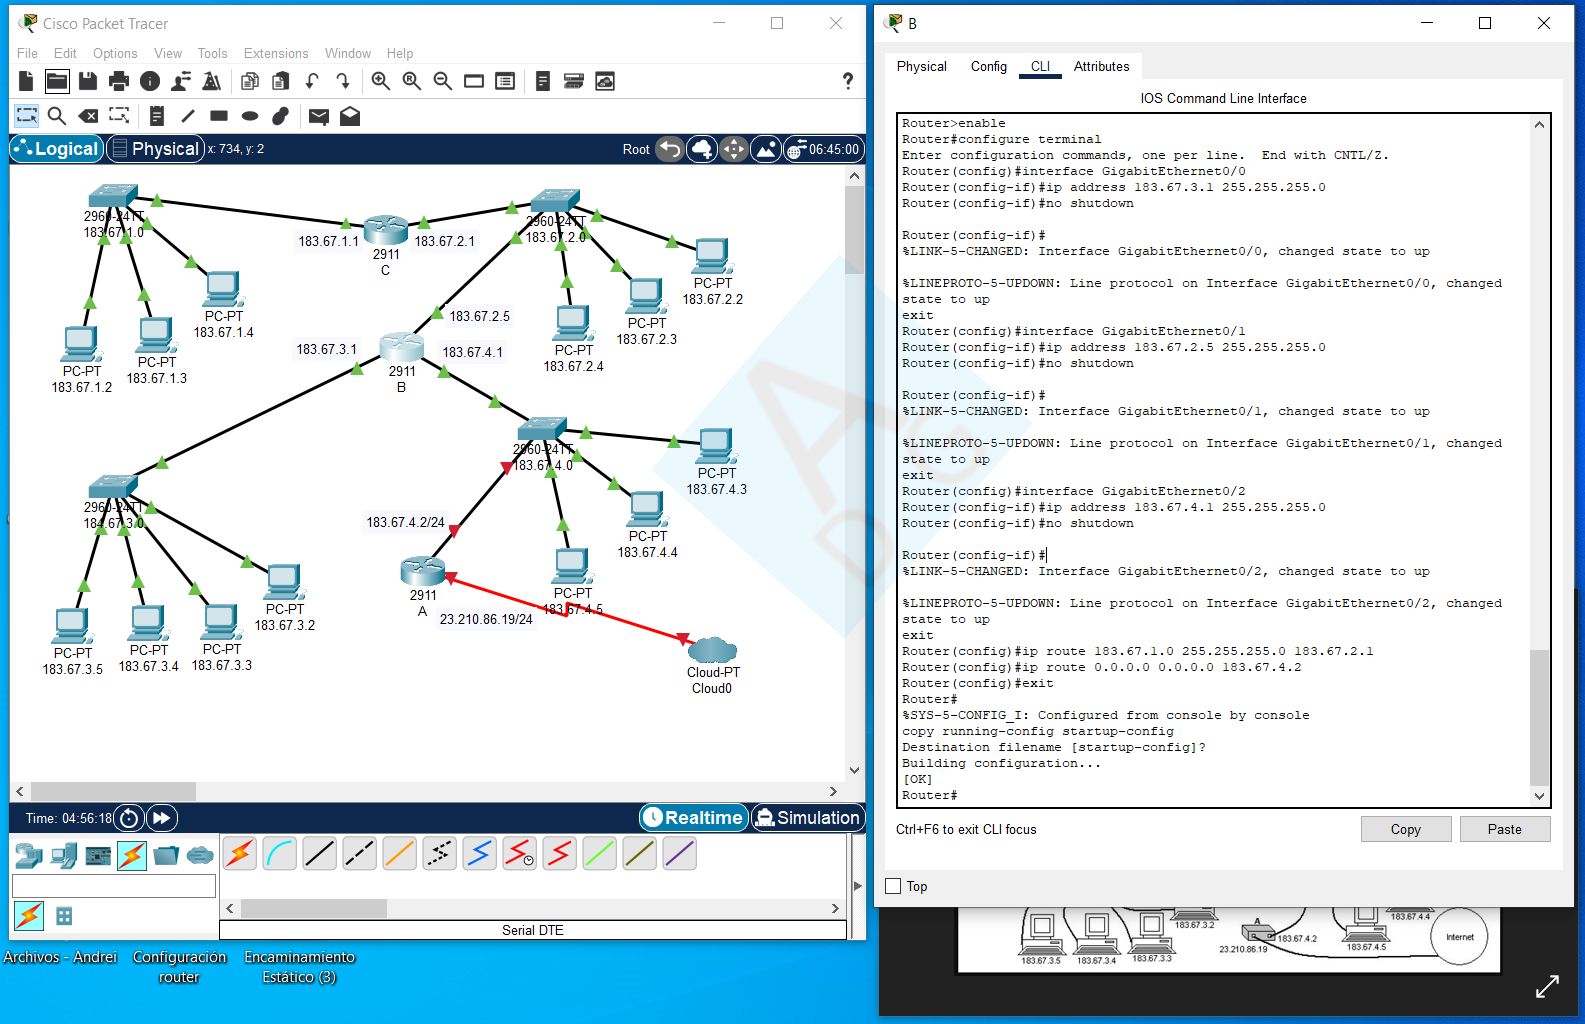 Cisco Packet Tracer
File Edit Options View Tools Extensions Window Help
?
Logical
Physical
x: 734, y: 2
Root
06:45:00
2960-24TT
183.67.1.0
183.67.1.1
183.67.2.1
2911
C
2960-24TT
183.67.2.0
PC-PT
183.67.2.2
PC-PT
183.67.2.3
PC-PT
183.67.2.4
PC-PT
183.67.1.4
PC-PT
183.67.1.3
PC-PT
183.67.1.2
183.67.2.5
183.67.3.1
183.67.4.1
2911
B
2960-24TT
183.67.4.0
PC-PT
183.67.4.3
PC-PT
183.67.4.4
PC-PT
183.67.4.5
183.67.4.2/24
2911
A
23.210.86.19/24
Cloud-PT
Cloud0
2960-24TT
184.67.3.0
PC-PT
183.67.3.2
PC-PT
183.67.3.3
PC-PT
183.67.3.4
PC-PT
183.67.3.5
ADG
Time: 04:56:18
Realtime
Simulation
Serial DTE
Archivos - Andrei
Configuración
router
Encaminamiento
Estático (3)
B
Physical Config CLI Attributes
IOS Command Line Interface
Router>enable
Router#configure terminal
Enter configuration commands, one per line.  End with CNTL/Z.
Router(config)#interface GigabitEthernet0/0
Router(config-if)#ip address 183.67.3.1 255.255.255.0
Router(config-if)#no shutdown
Router(config-if)#
%LINK-5-CHANGED: Interface GigabitEthernet0/0, changed state to up
%LINEPROTO-5-UPDOWN: Line protocol on Interface GigabitEthernet0/0, changed
state to up
exit
Router(config)#interface GigabitEthernet0/1
Router(config-if)#ip address 183.67.2.5 255.255.255.0
Router(config-if)#no shutdown
Router(config-if)#
%LINK-5-CHANGED: Interface GigabitEthernet0/1, changed state to up
%LINEPROTO-5-UPDOWN: Line protocol on Interface GigabitEthernet0/1, changed
state to up
exit
Router(config)#interface GigabitEthernet0/2
Router(config-if)#ip address 183.67.4.1 255.255.255.0
Router(config-if)#no shutdown
Router(config-if)#
%LINK-5-CHANGED: Interface GigabitEthernet0/2, changed state to up
%LINEPROTO-5-UPDOWN: Line protocol on Interface GigabitEthernet0/2, changed
state to up
exit
Router(config)#ip route 183.67.1.0 255.255.255.0 183.67.2.1
Router(config)#ip route 0.0.0.0 0.0.0.0 183.67.4.2
Router(config)#exit
Router#
%SYS-5-CONFIG_I: Configured from console by console
copy running-config startup-config
Destination filename [startup-config]?
Building configuration...
[OK]
Router#
Ctrl+F6 to exit CLI focus
Copy
Paste
Top
183.67.3.2
183.67.4.4
A
183.67.4.2
23.210.86.19
183.67.4.5
Internet
183.67.3.5
183.67.3.4
183.67.3.3